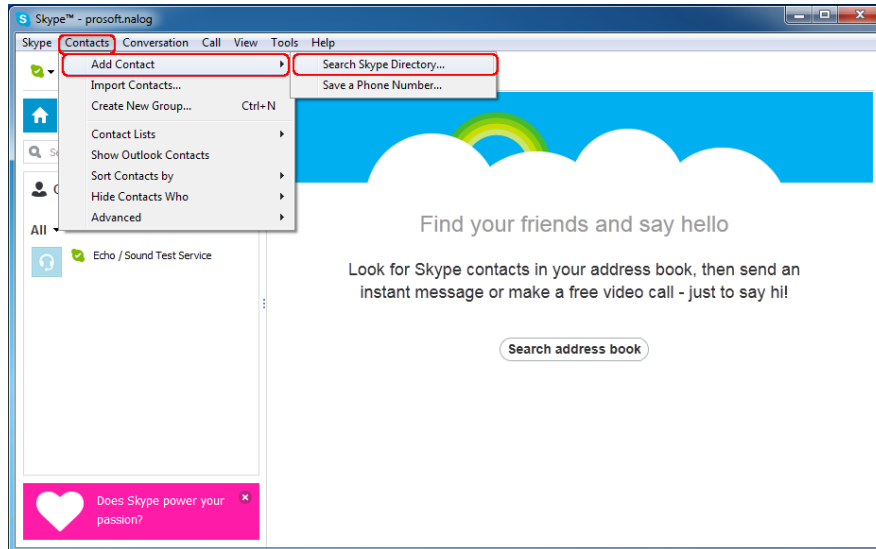 Skype™ - prosoft.nalog
Skype Contacts Conversation Call View Tools Help
Add Contact
Search Skype Directory...
Import Contacts...
Save a Phone Number...
Create New Group... Ctrl+N
Contact Lists
Show Outlook Contacts
Sort Contacts by
Hide Contacts Who
Advanced
All
Echo / Sound Test Service
Find your friends and say hello
Look for Skype contacts in your address book, then send an
instant message or make a free video call - just to say hi!
Search address book
Does Skype power your
passion?